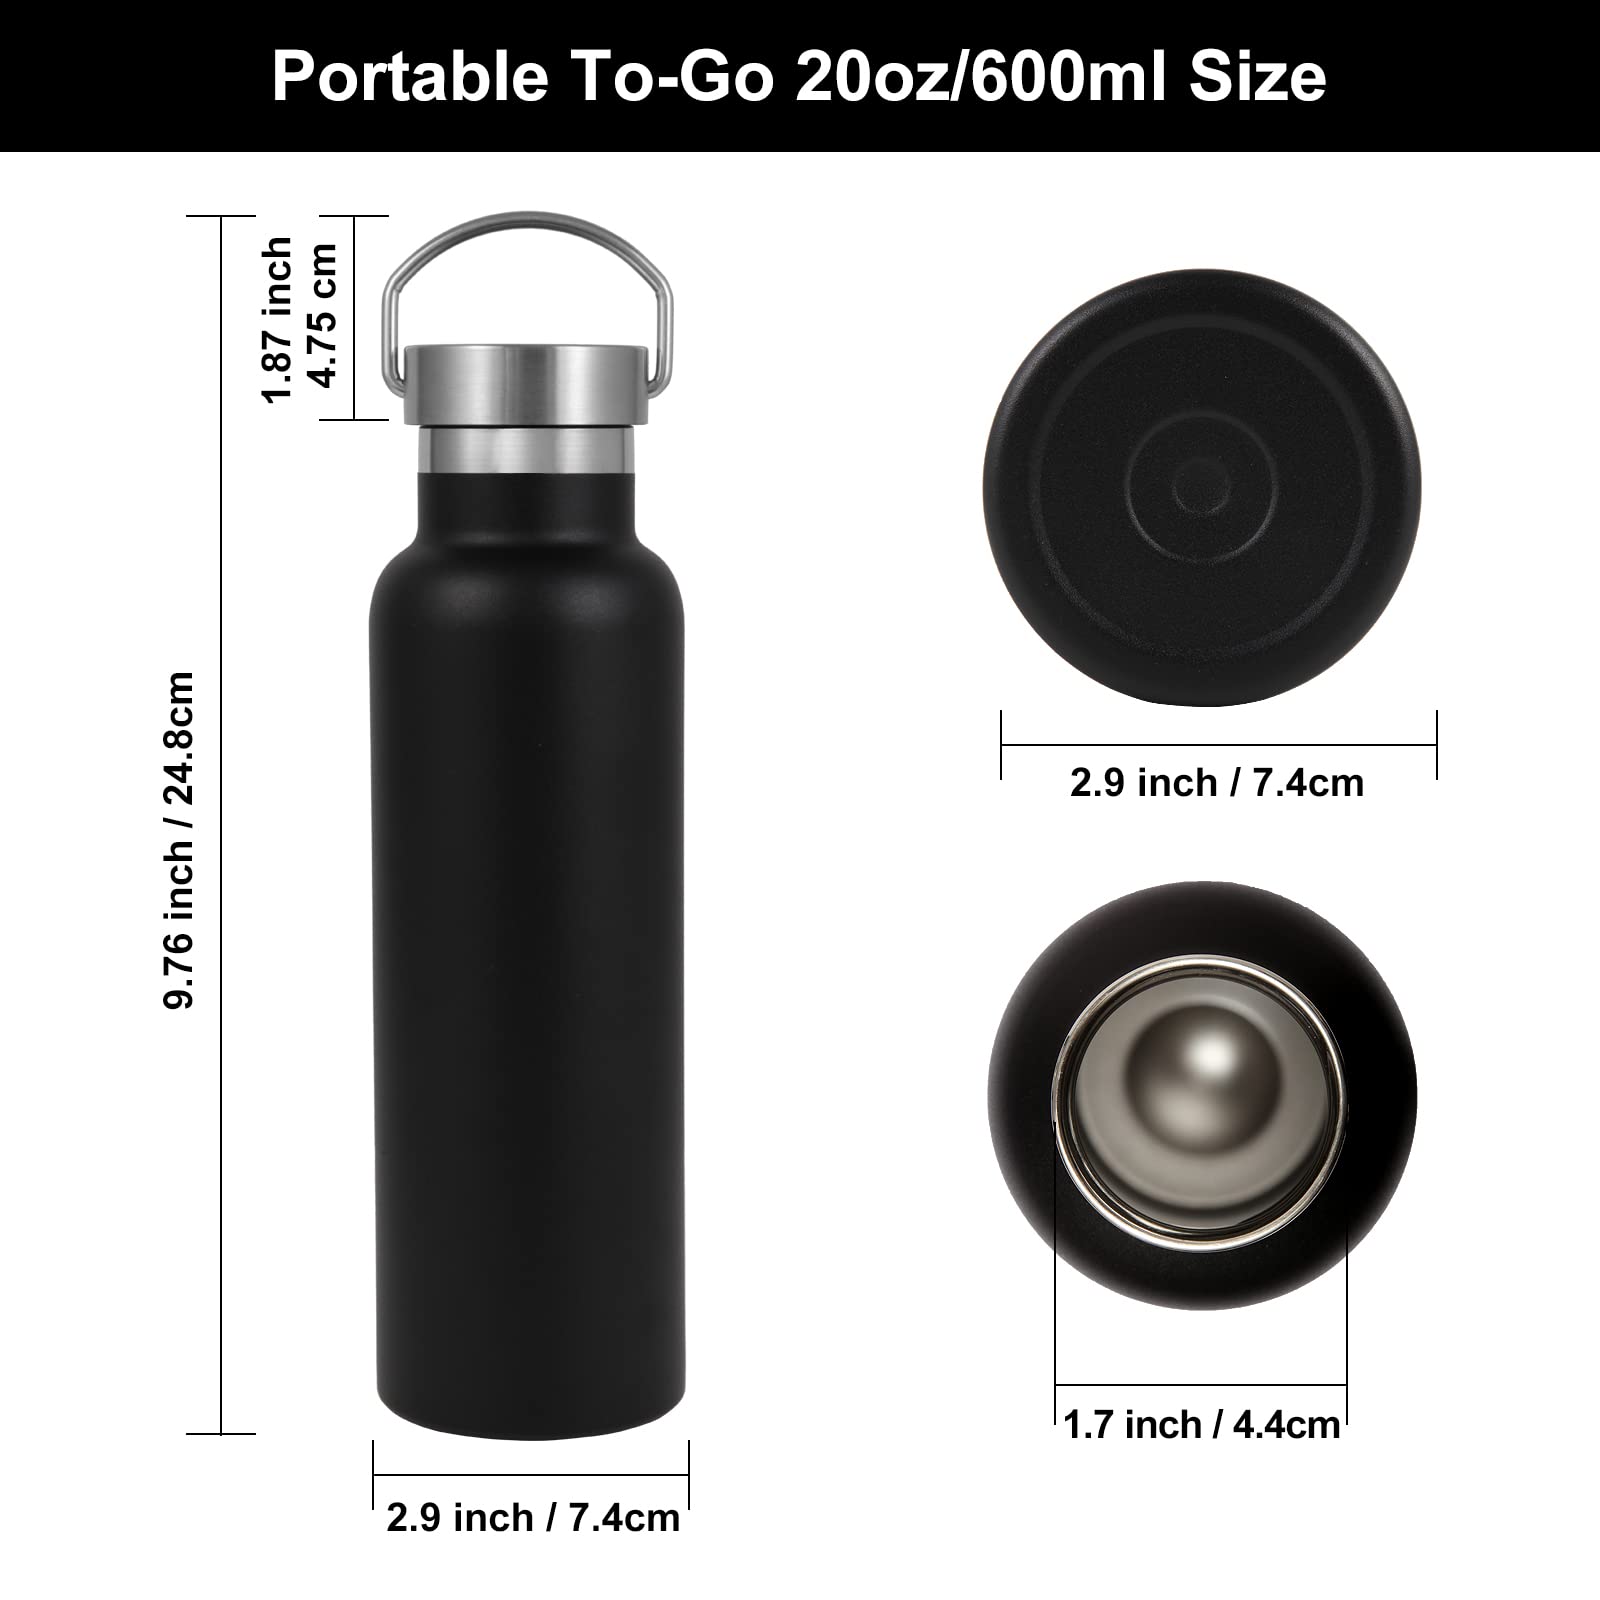 Portable To-Go 20oz/600ml Size
1.87 inch
4.75 cm
9.76 inch / 24.8cm
2.9 inch / 7.4cm
2.9 inch / 7.4cm
1.7 inch / 4.4cm